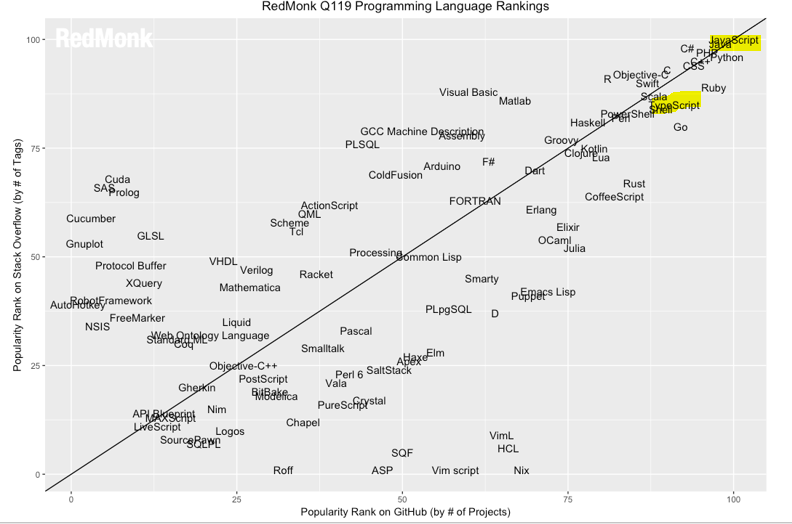 RedMonk Q119 Programming Language Rankings
RedMonk
Popularity Rank on Stack Overflow (by # of Tags)
100
75
50
25
0
JavaScript
Java
C#
PHP
Python
C++
CSS
C
Objective-C
R
Swift
Ruby
Visual Basic
Matlab
Scala
TypeScript
Shell
PowerShell
Perl
Haskell
Go
GCC Machine Description
Assembly
PLSQL
Groovy
Kotlin
Clojure
Lua
F#
Arduino
Dart
ColdFusion
Cuda
SAS
Prolog
Rust
CoffeeScript
FORTRAN
ActionScript
QML
Erlang
Cucumber
Scheme
Tcl
Elixir
GLSL
Gnuplot
OCaml
Julia
Processing
Common Lisp
VHDL
Protocol Buffer
Verilog
Racket
Smarty
XQuery
Mathematica
Emacs Lisp
Puppet
RobotFramework
AutoHotkey
PLpgSQL
D
FreeMarker
Liquid
NSIS
Pascal
Web Ontology Language
Standard ML
Coq
Smalltalk
Elm
Haxe
Apex
Objective-C++
SaltStack
Perl 6
PostScript
Vala
Gherkin
BitBake
Modelica
Crystal
PureScript
Nim
API Blueprint
MAXScript
Chapel
LiveScript
Logos
SourcePawn
SQLPL
VimL
HCL
SQF
Roff
ASP
Vim script
Nix
0
25
50
75
100
Popularity Rank on GitHub (by # of Projects)